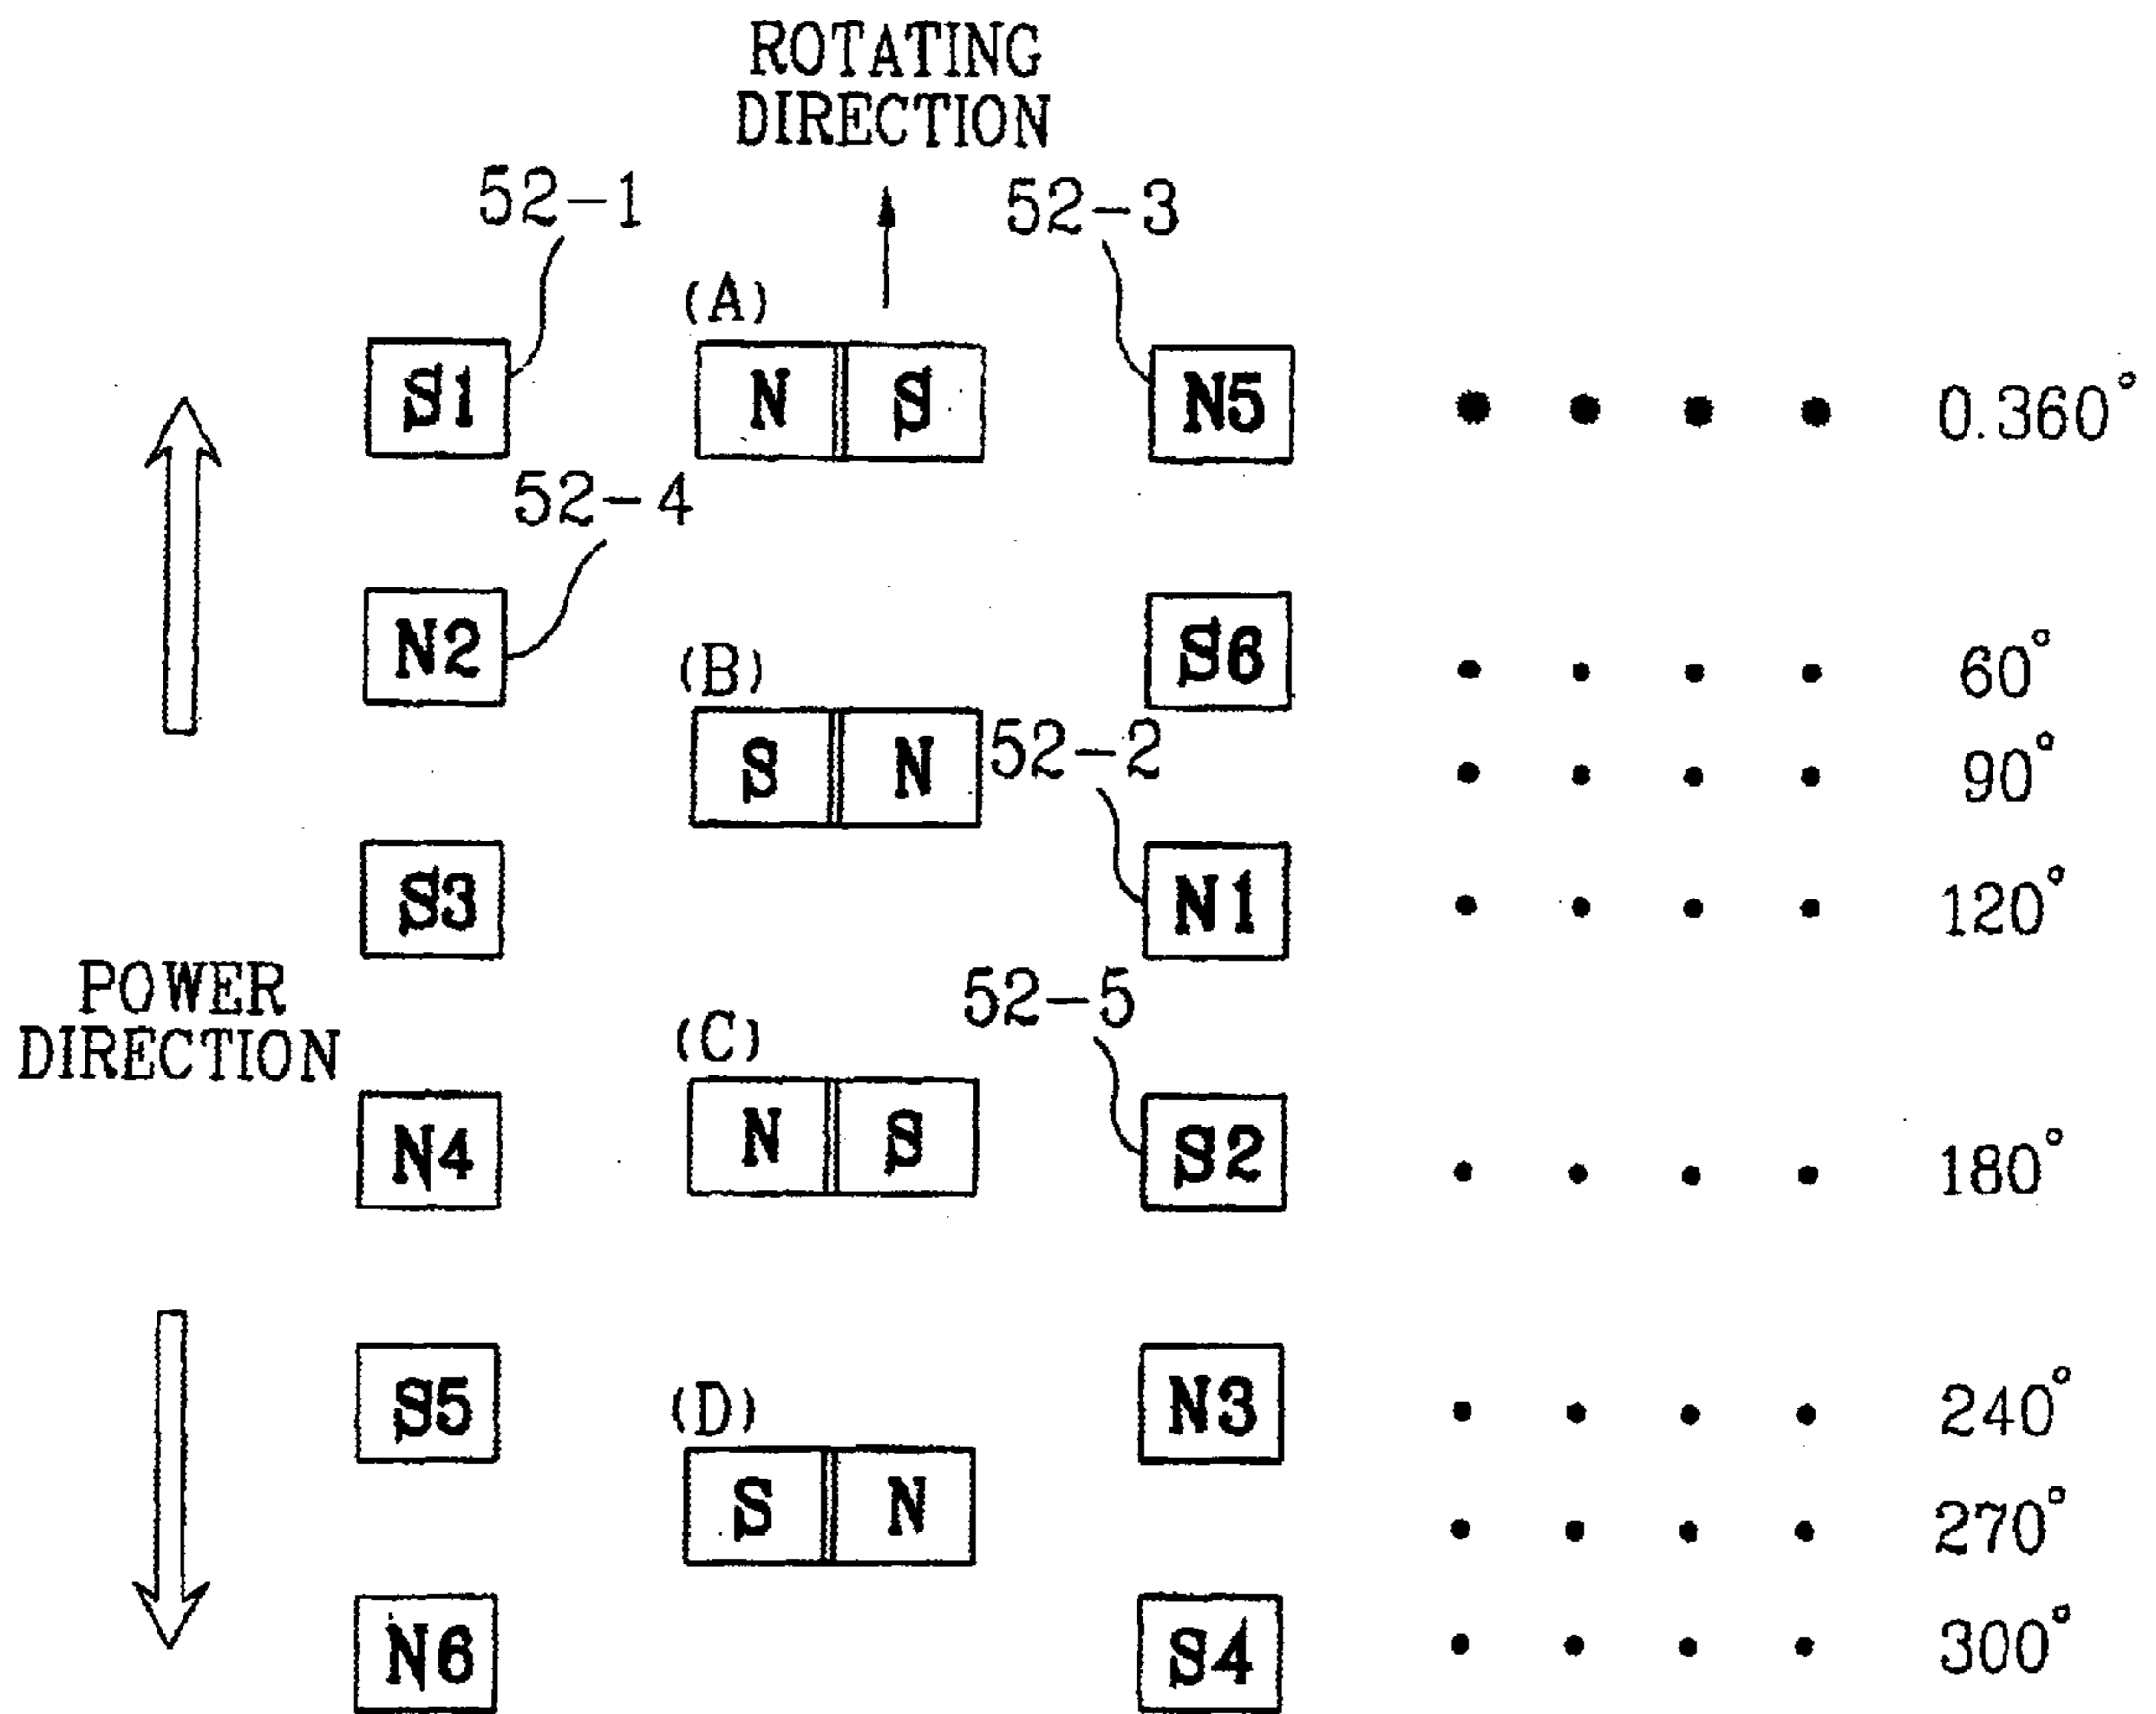 ROTATING
DIRECTION
52-1
52-3
(A)
S1
N S
N5
0.360°
52-4
N2
(B)
S6
60°
S N
52-2
90°
S3
N1
120°
POWER
DIRECTION
52-5
(C)
N4
N S
S2
180°
S5
(D)
N3
240°
S N
270°
N6
S4
300°